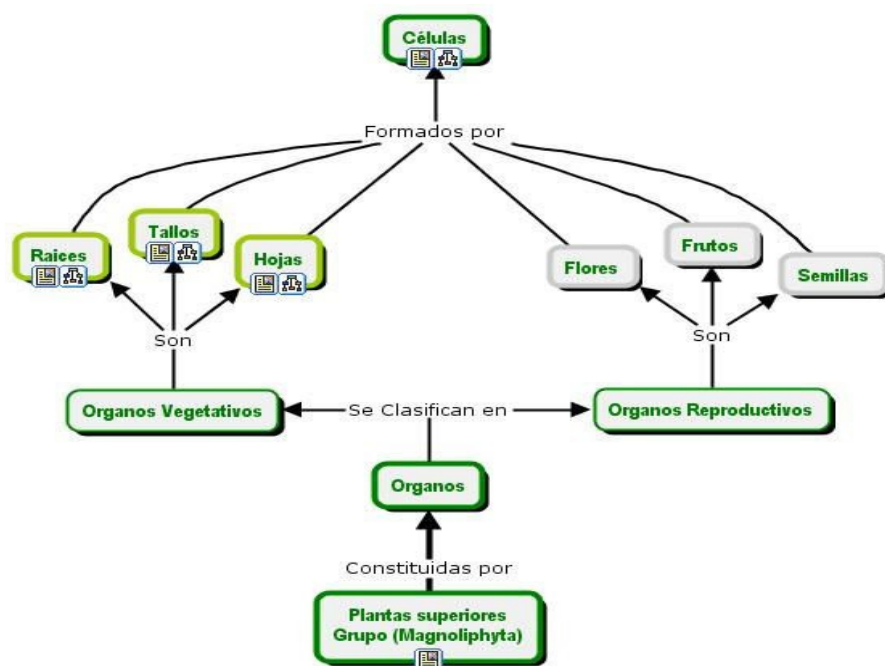 Células
Formados por
Raices
Tallos
Hojas
Flores
Frutos
Semillas
Son
Son
Organos Vegetativos
Se Clasifican en
Organos Reproductivos
Organos
Constituidas por
Plantas superiores
Grupo (Magnoliphyta)